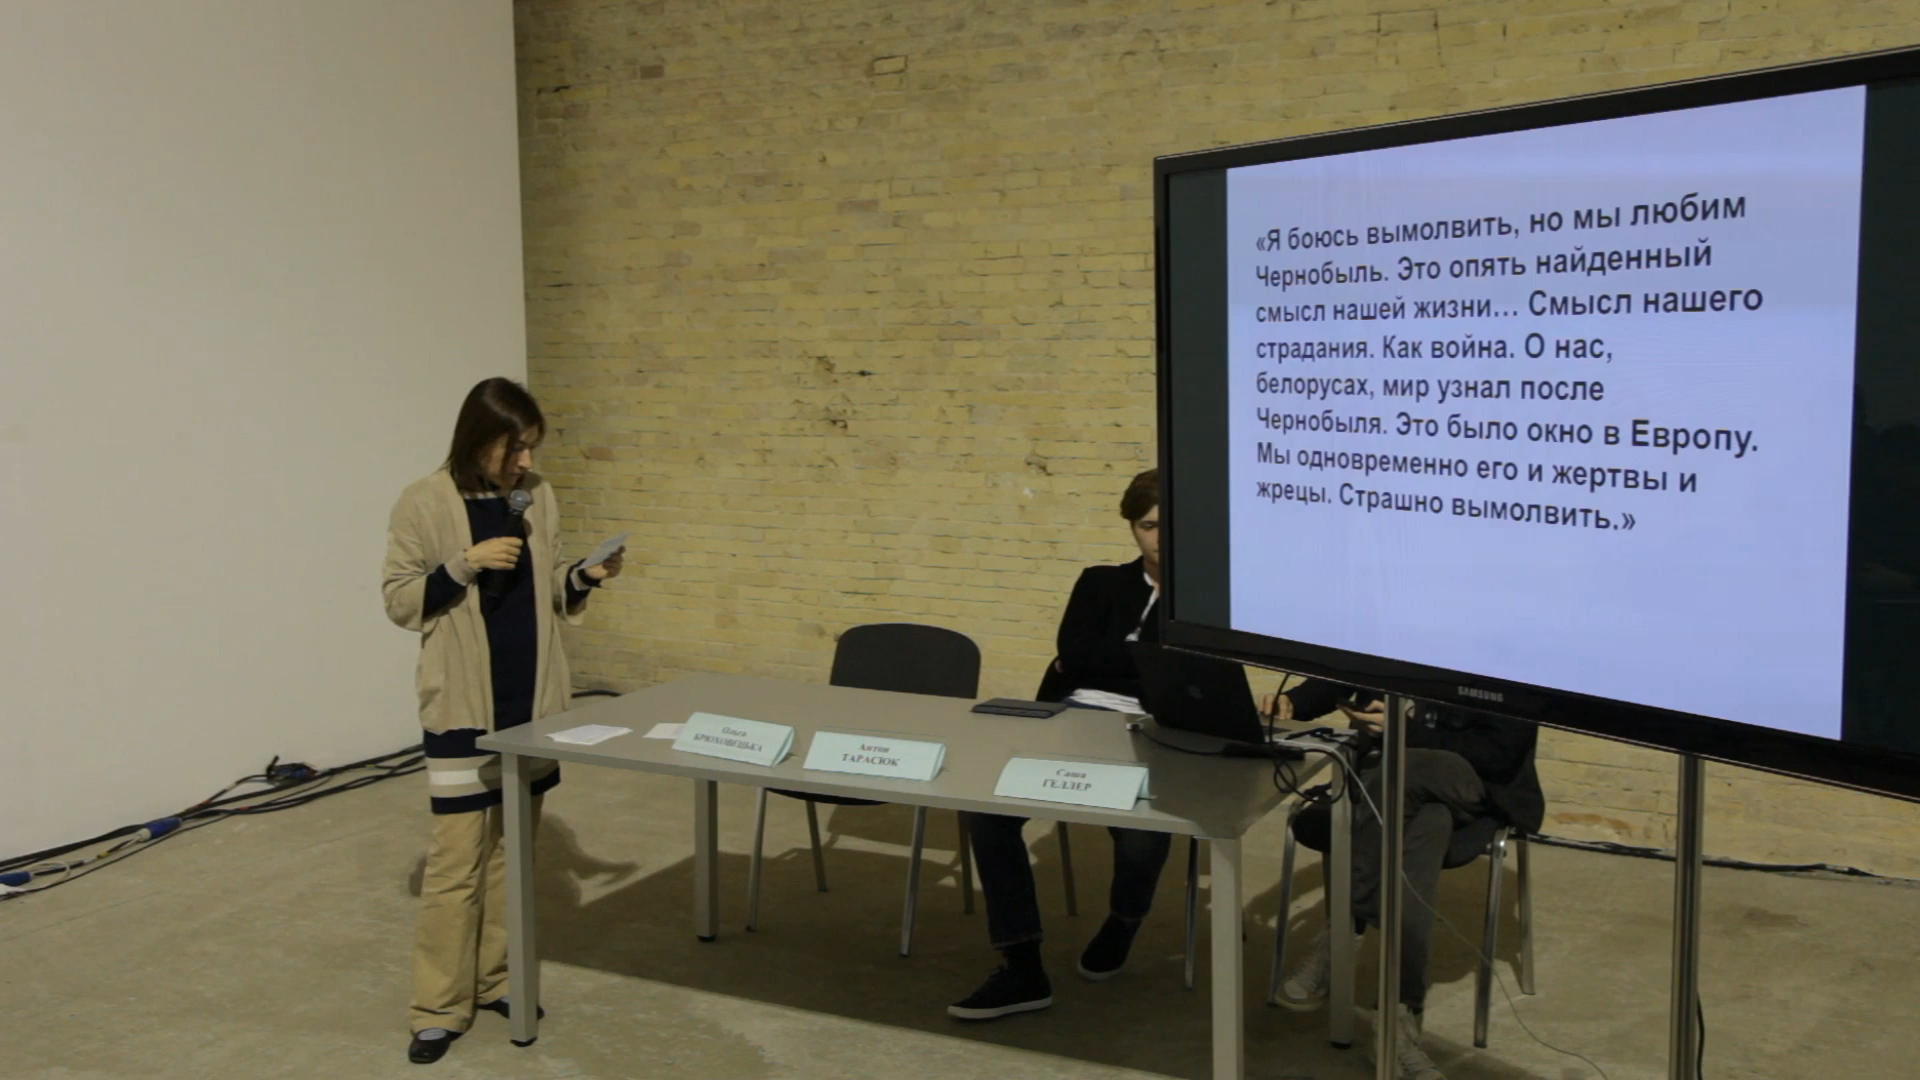 «Я боюсь вымолвить, но мы любим
Чернобыль. Это опять найденный
смысл нашей жизни... Смысл нашего
страдания. Как война. О нас,
белорусах, мир узнал после
Чернобыля. Это было окно в Европу.
Мы одновременно его и жертвы и
жрецы. Страшно вымолвить.»
SAMSUNG
Ольга
БРЮХОВЕЦЬКА
Антон
ТАРАСЮК
Саша
ГЕЛЛЕР